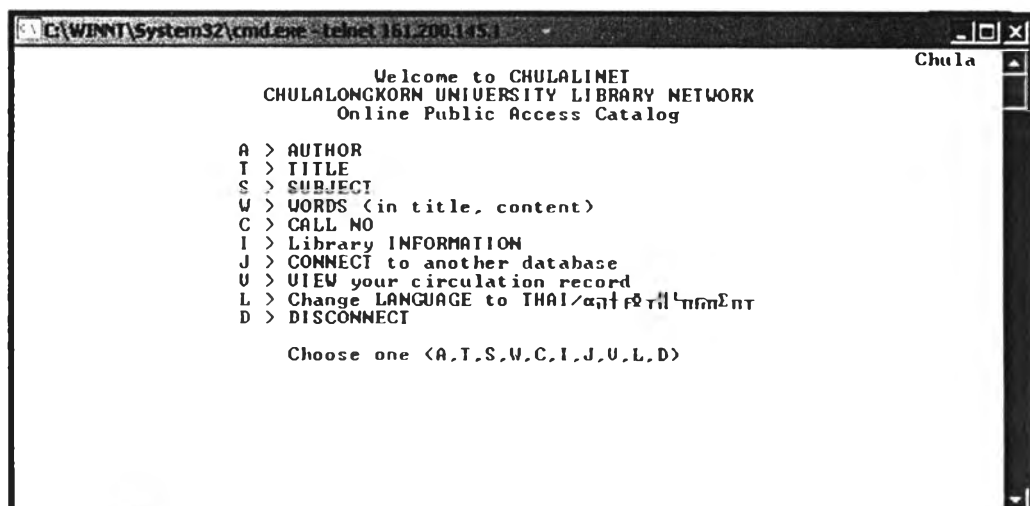 C:\WINNT\System32\cmd.exe - telnet 161.200.145.1
Chula
Welcome to CHULALINET
CHULALONGKORN UNIVERSITY LIBRARY NETWORK
Online Public Access Catalog
A > AUTHOR
T > TITLE
S > SUBJECT
W > WORDS (in title, content)
C > CALL NO
I > Library INFORMATION
J > CONNECT to another database
V > VIEW your circulation record
L > Change LANGUAGE to THAI/
D > DISCONNECT
Choose one (A,T,S,W,C,I,J,V,L,D)